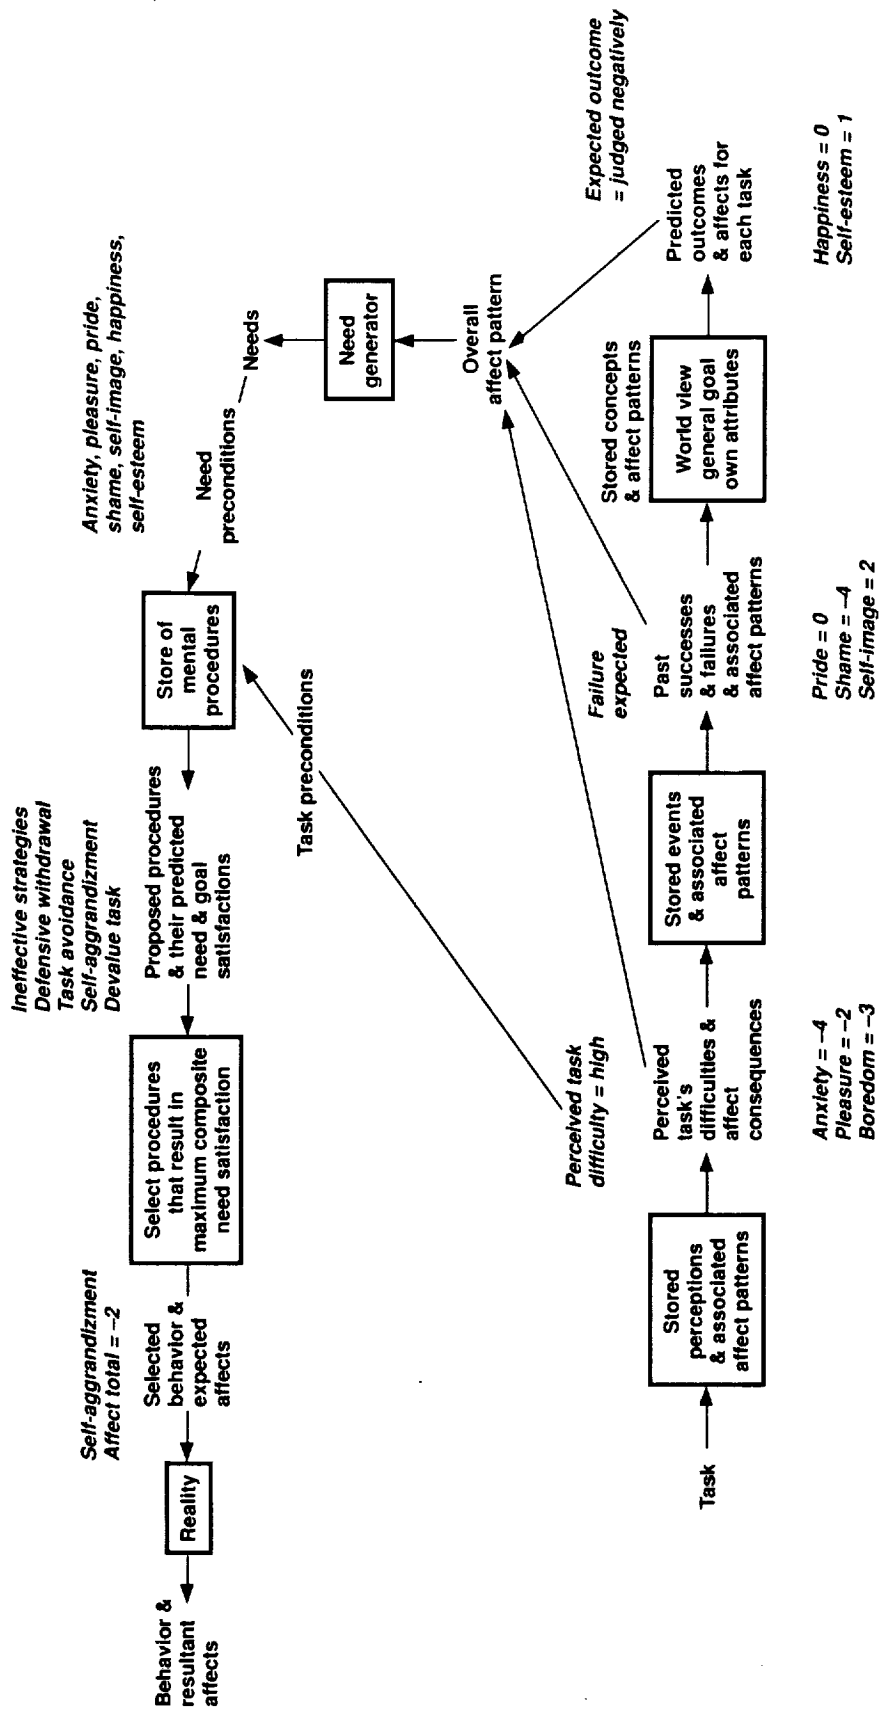 Ineffective strategies
Defensive withdrawal
Task avoidance
Self-aggrandizment
Devalue task
Anxiety, pleasure, pride,
shame, self-image, happiness,
self-esteem
Self-aggrandizment
Affect total = –2
Behavior &
resultant
affects
Reality
Selected
behavior &
expected
affects
Select procedures
that result in
maximum composite
need satisfaction
Proposed procedures
& their predicted
need & goal
satisfactions
Store of
mental
procedures
Need
preconditions
Needs
Task preconditions
Need
generator
Overall
affect pattern
Perceived task
difficulty = high
Failure
expected
Stored concepts
& affect patterns
Expected outcome
= judged negatively
Task
Stored
perceptions
& associated
affect patterns
Perceived
task's
difficulties &
affect
consequences
Stored events
& associated
affect
patterns
Past
successes
& failures
& associated
affect patterns
World view
general goal
own attributes
Predicted
outcomes
& affects for
each task
Anxiety = –4
Pleasure = –2
Boredom = –3
Pride = 0
Shame = –4
Self-image = 2
Happiness = 0
Self-esteem = 1